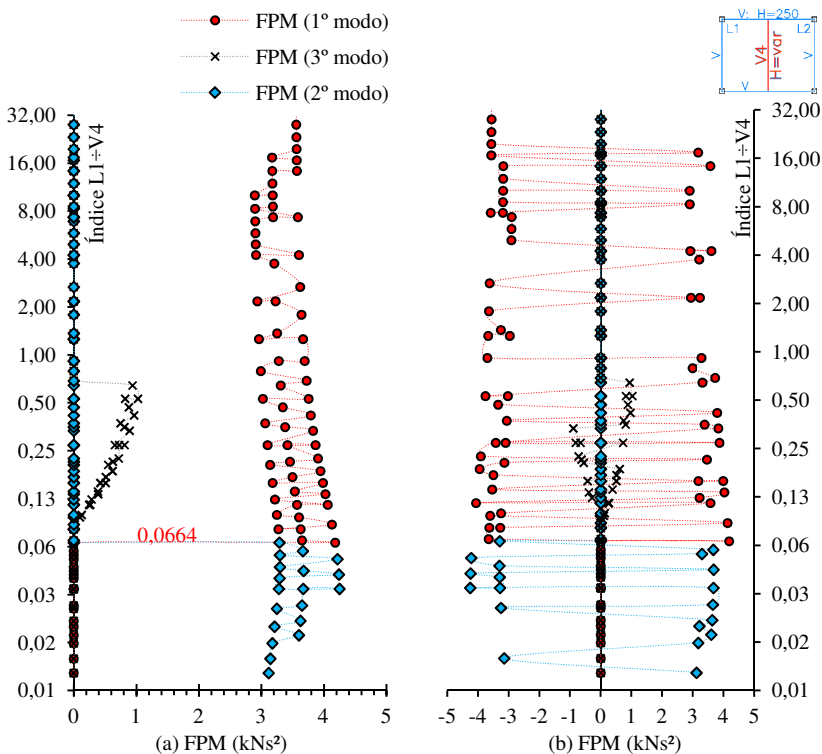 FPM (1º modo)
FPM (3º modo)
FPM (2º modo)
V: H=250
L1
L2
V
V4
H=var
V
V
32,00
16,00
8,00
4,00
2,00
1,00
0,50
0,25
0,13
0,06
0,03
0,02
0,01
Índice L1÷V4
0,0664
0
1
2
3
4
5
(a) FPM (kNs²)
32,00
16,00
8,00
4,00
2,00
1,00
0,50
0,25
0,13
0,06
0,03
0,02
0,01
Índice L1÷V4
-5
-4
-3
-2
-1
0
1
2
3
4
5
(b) FPM (kNs²)